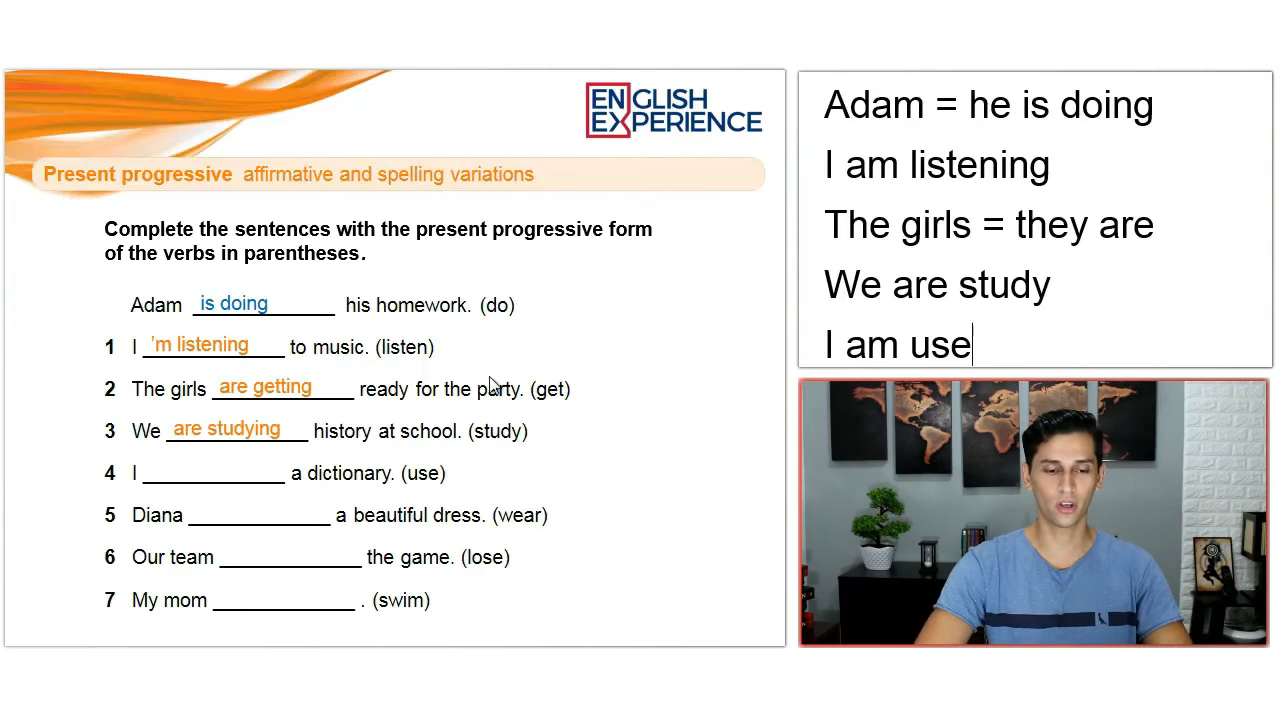 ENGLISH
EXPERIENCE
Present progressive affirmative and spelling variations
Complete the sentences with the present progressive form
of the verbs in parentheses.
Adam is doing his homework. (do)
1 I 'm listening to music. (listen)
2 The girls are getting ready for the party. (get)
3 We are studying history at school. (study)
4 I ____________ a dictionary. (use)
5 Diana ____________ a beautiful dress. (wear)
6 Our team ____________ the game. (lose)
7 My mom ____________ . (swim)
Adam = he is doing
I am listening
The girls = they are
We are study
I am use